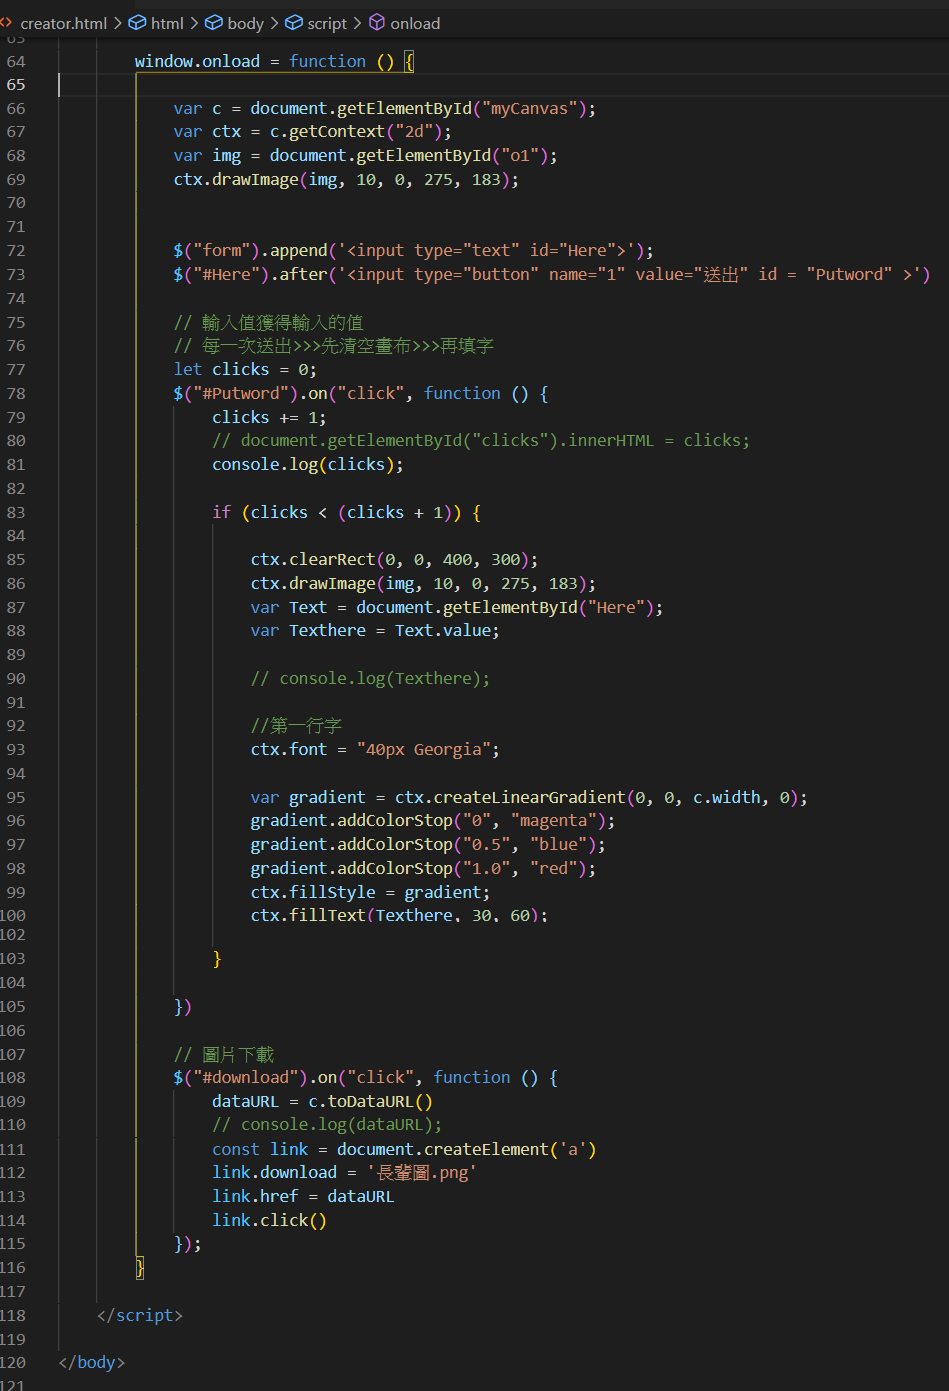 creator.html > html > body > script > onload
63
64 window.onload = function () {
65
66 var c = document.getElementById("myCanvas");
67 var ctx = c.getContext("2d");
68 var img = document.getElementById("o1");
69 ctx.drawImage(img, 10, 0, 275, 183);
70
71
72 $("form").append('<input type="text" id="Here">');
73 $("#Here").after('<input type="button" name="1" value="送出" id = "Putword" >')
74
75 // 輸入值獲得輸入的值
76 // 每一次送出>>>先清空畫布>>>再填字
77 let clicks = 0;
78 $("#Putword").on("click", function () {
79 clicks += 1;
80 // document.getElementById("clicks").innerHTML = clicks;
81 console.log(clicks);
82
83 if (clicks < (clicks + 1)) {
84
85 ctx.clearRect(0, 0, 400, 300);
86 ctx.drawImage(img, 10, 0, 275, 183);
87 var Text = document.getElementById("Here");
88 var Texthere = Text.value;
89
90 // console.log(Texthere);
91
92 //第一行字
93 ctx.font = "40px Georgia";
94
95 var gradient = ctx.createLinearGradient(0, 0, c.width, 0);
96 gradient.addColorStop("0", "magenta");
97 gradient.addColorStop("0.5", "blue");
98 gradient.addColorStop("1.0", "red");
99 ctx.fillStyle = gradient;
100 ctx.fillText(Texthere, 30, 60);
102
103 }
104
105 })
106
107 // 圖片下載
108 $("#download").on("click", function () {
109 dataURL = c.toDataURL()
110 // console.log(dataURL);
111 const link = document.createElement('a')
112 link.download = '長輩圖.png'
113 link.href = dataURL
114 link.click()
115 });
116 }
117
118 </script>
119
120 </body>
121